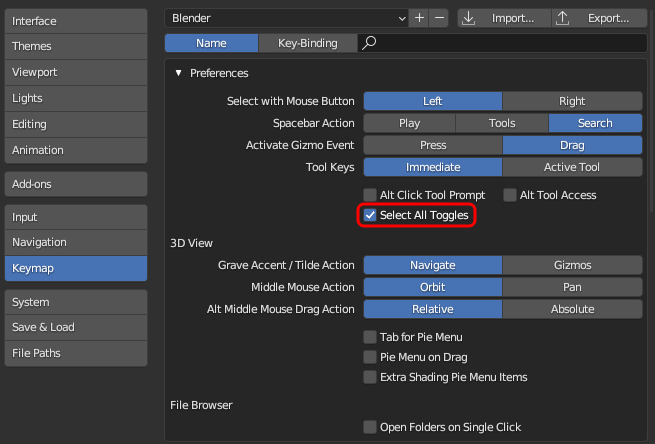 Interface
Themes
Viewport
Lights
Editing
Animation
Add-ons
Input
Navigation
Keymap
System
Save & Load
File Paths
Blender Import... Export...
Name Key-Binding
Preferences
Select with Mouse Button Left Right
Spacebar Action Play Tools Search
Activate Gizmo Event Press Drag
Tool Keys Immediate Active Tool
Alt Click Tool Prompt Alt Tool Access
Select All Toggles
3D View
Grave Accent / Tilde Action Navigate Gizmos
Middle Mouse Action Orbit Pan
Alt Middle Mouse Drag Action Relative Absolute
Tab for Pie Menu
Pie Menu on Drag
Extra Shading Pie Menu Items
File Browser
Open Folders on Single Click